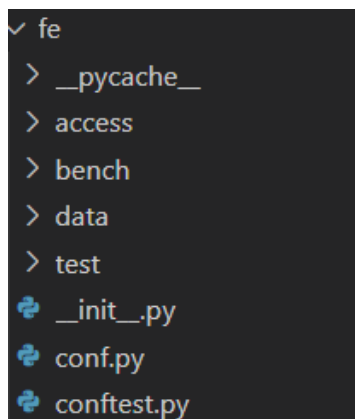 fe
__pycache__
access
bench
data
test
__init__.py
conf.py
conftest.py